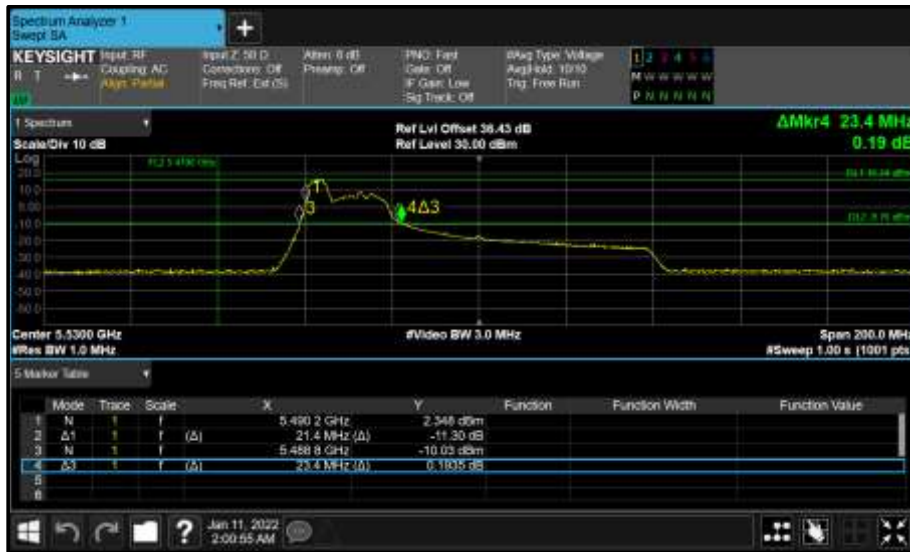 Spectrum Analyzer 1
Swept SA
+
KEYSIGHT
Input: RF
Coupling: AC
Align: Partial
Input Z: 50 Ω
Corrections: Off
Freq Ref: Ext (S)
Atten: 6 dB
Preamp: Off
PNO: Fast
Gate: Off
IF Gain: Low
Sig Track: Off
#Avg Type: Voltage
Avg|Hold: 10/10
Trig: Free Run
1 2 3 4 5 6
M W W W W W W
P N N N N N N
R T
1 Spectrum
Scale/Div 10 dB
Ref Lvl Offset 36.43 dB
Ref Level 30.00 dBm
ΔMkr4 23.4 MHz
0.19 dB
Log
20.0
10.0
0.00
-10.0
-20.0
-30.0
-40.0
-50.0
-60.0
1
3
4Δ3
Center 5.5300 GHz
#Res BW 1.0 MHz
#Video BW 3.0 MHz
Span 200.0 MHz
#Sweep 1.00 s (1001 pts)
5 Marker Table
Mode Trace Scale X Y Function Function Width Function Value
1 N 1 f 5.490 2 GHz 2.348 dBm
2 Δ1 1 f (Δ) 21.4 MHz (Δ) -11.30 dB
3 N 1 f 5.488 8 GHz -10.03 dBm
4 Δ3 1 f (Δ) 23.4 MHz (Δ) 0.1935 dB
5
6
?
Jan 11, 2022
2:00:55 AM